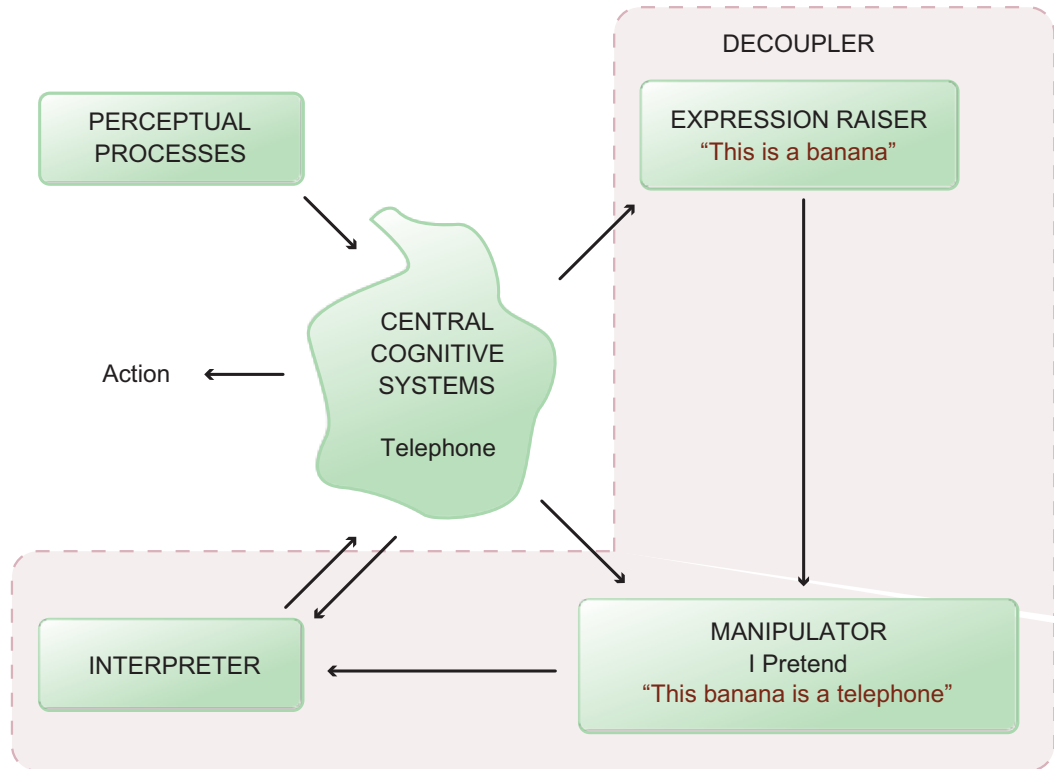 DECOUPLER
PERCEPTUAL
PROCESSES
EXPRESSION RAISER
“This is a banana”
CENTRAL
COGNITIVE
SYSTEMS
Telephone
Action
INTERPRETER
MANIPULATOR
I Pretend
“This banana is a telephone”